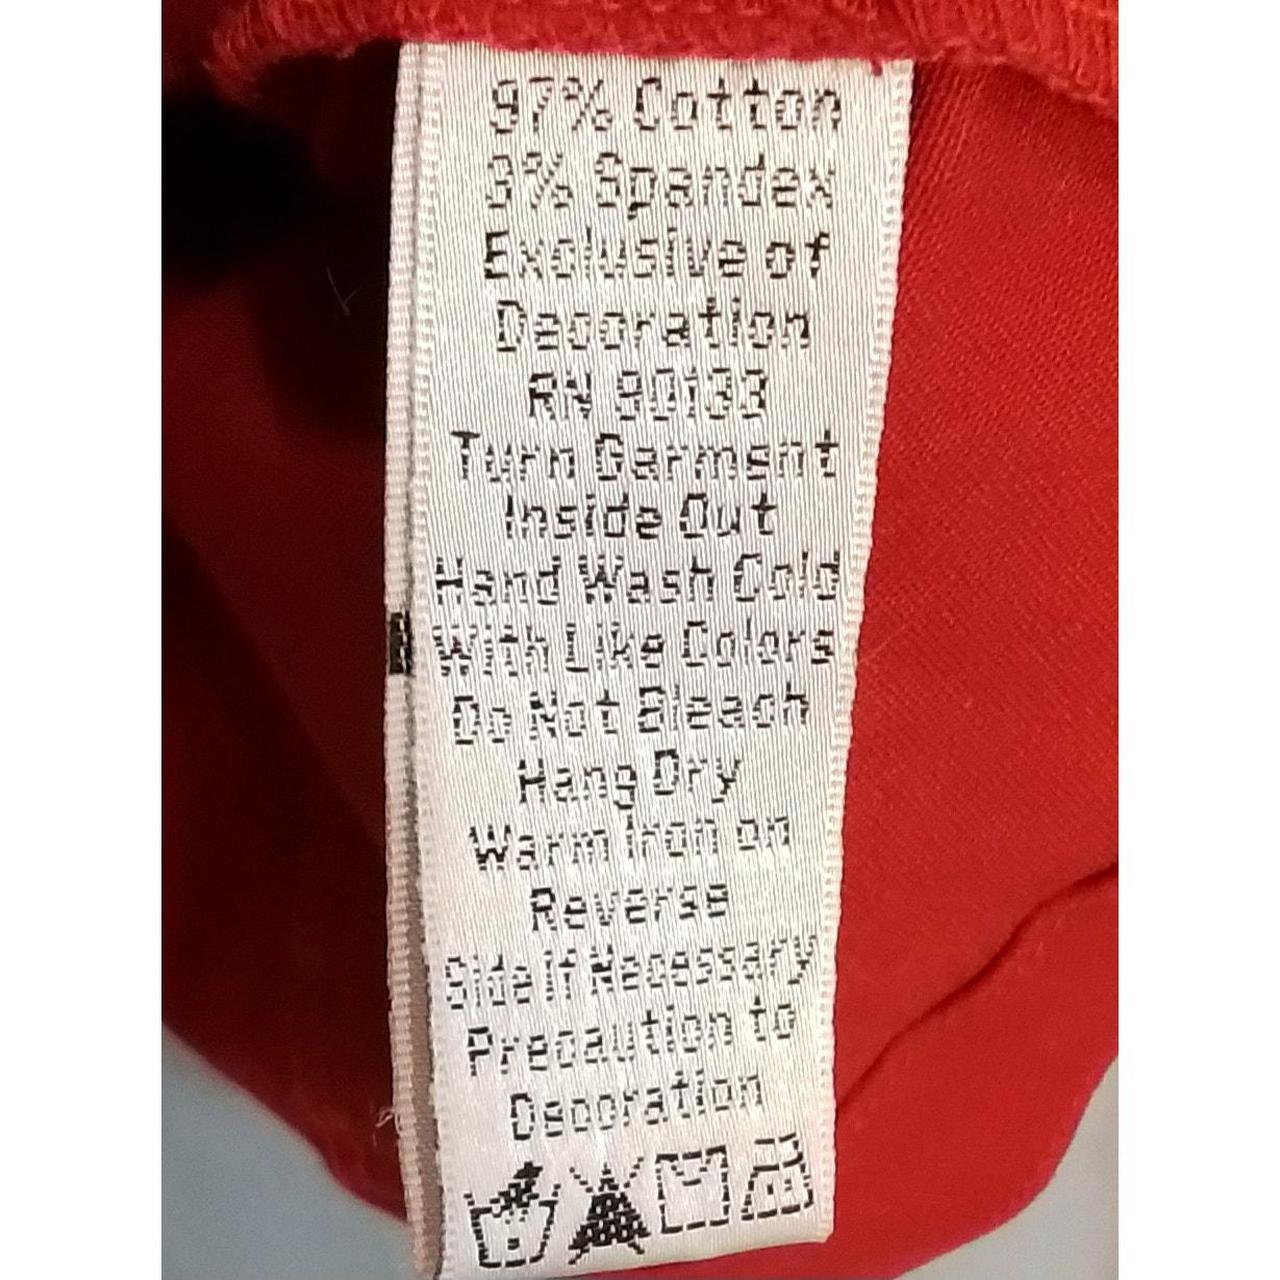 97% Cotton
3% Spandex
Exclusive of
Decoration
RN 90133
Turn Garment
Inside Out
Hand Wash Cold
With Like Colors
Do Not Bleach
Hang Dry
Warm Iron on
Reverse
Side If Necessary
Precaution to
Decoration